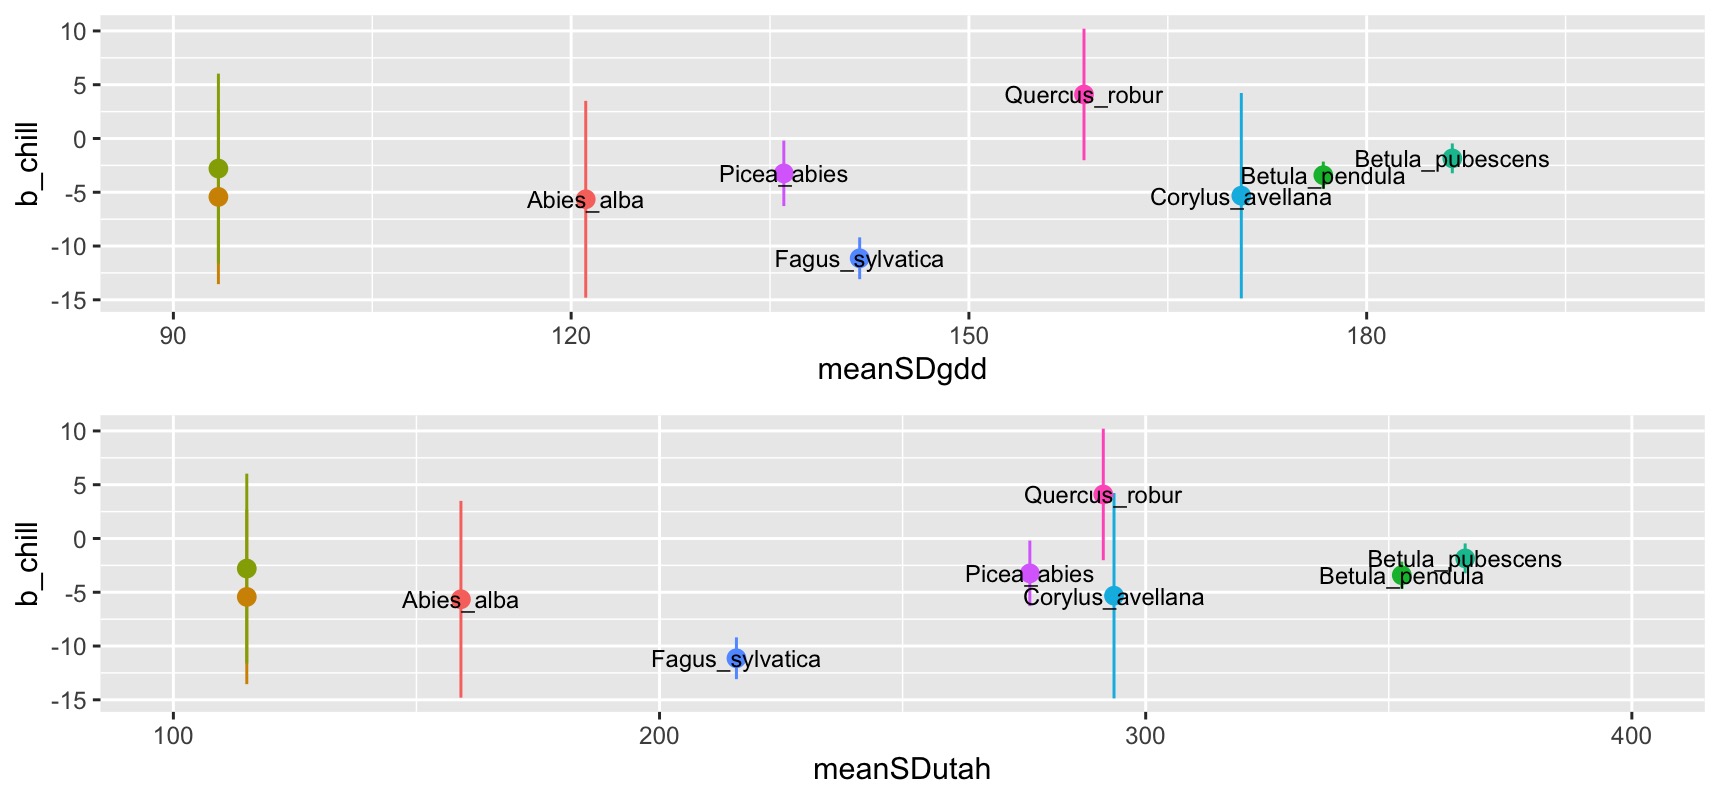 10
5
0
-5
-10
-15
b_chill
Quercus_robur
Betula_pubescens
Picea_abies
Betula_pendula
Abies_alba
Corylus_avellana
Fagus_sylvatica
90 120 150 180
meanSDgdd
10
5
0
-5
-10
-15
b_chill
Quercus_robur
Betula_pubescens
Picea_abies
Betula_pendula
Abies_alba
Corylus_avellana
Fagus_sylvatica
100 200 300 400
meanSDutah